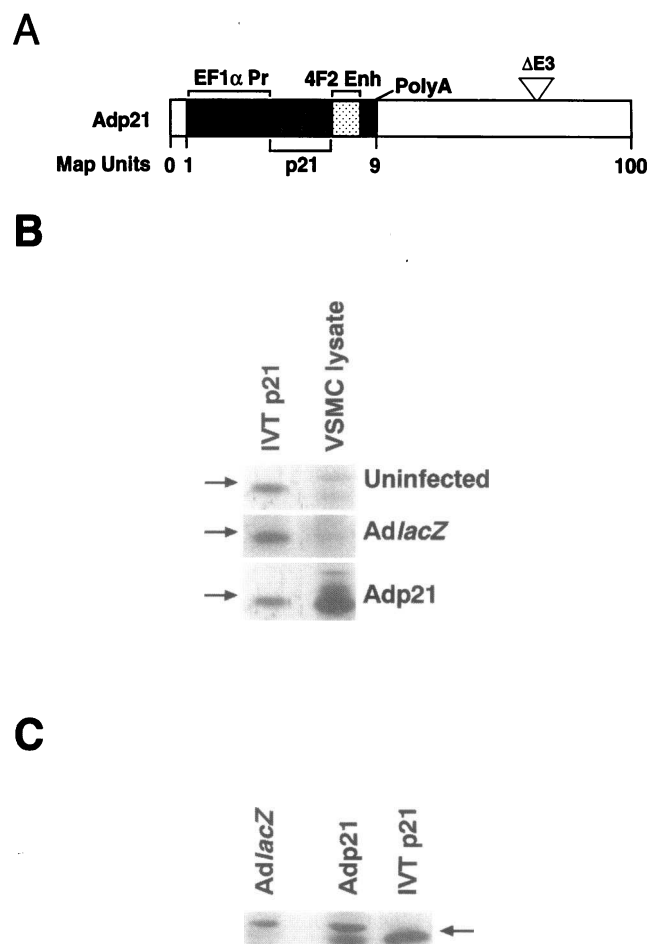 A
ΔE3
EF1α Pr 4F2 Enh PolyA
Adp21
Map Units 0 1 p21 9 100
B
IVT p21 VSMC lysate
Uninfected
AdlacZ
Adp21
C
AdlacZ Adp21 IVT p21